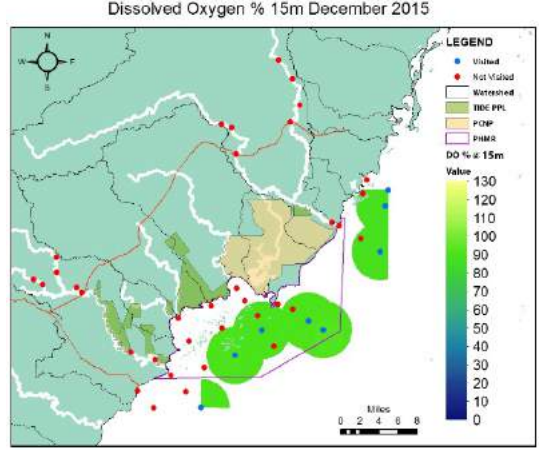 Dissolved Oxygen % 15m December 2015
N
W E
S
LEGEND
Visited
Not Visited
Watershed
TIDE PPL
PCNP
PHMR
DO % @ 15m
Value
130
120
110
100
90
80
70
60
50
40
30
20
10
0
Miles
0 1 2 4 6 8